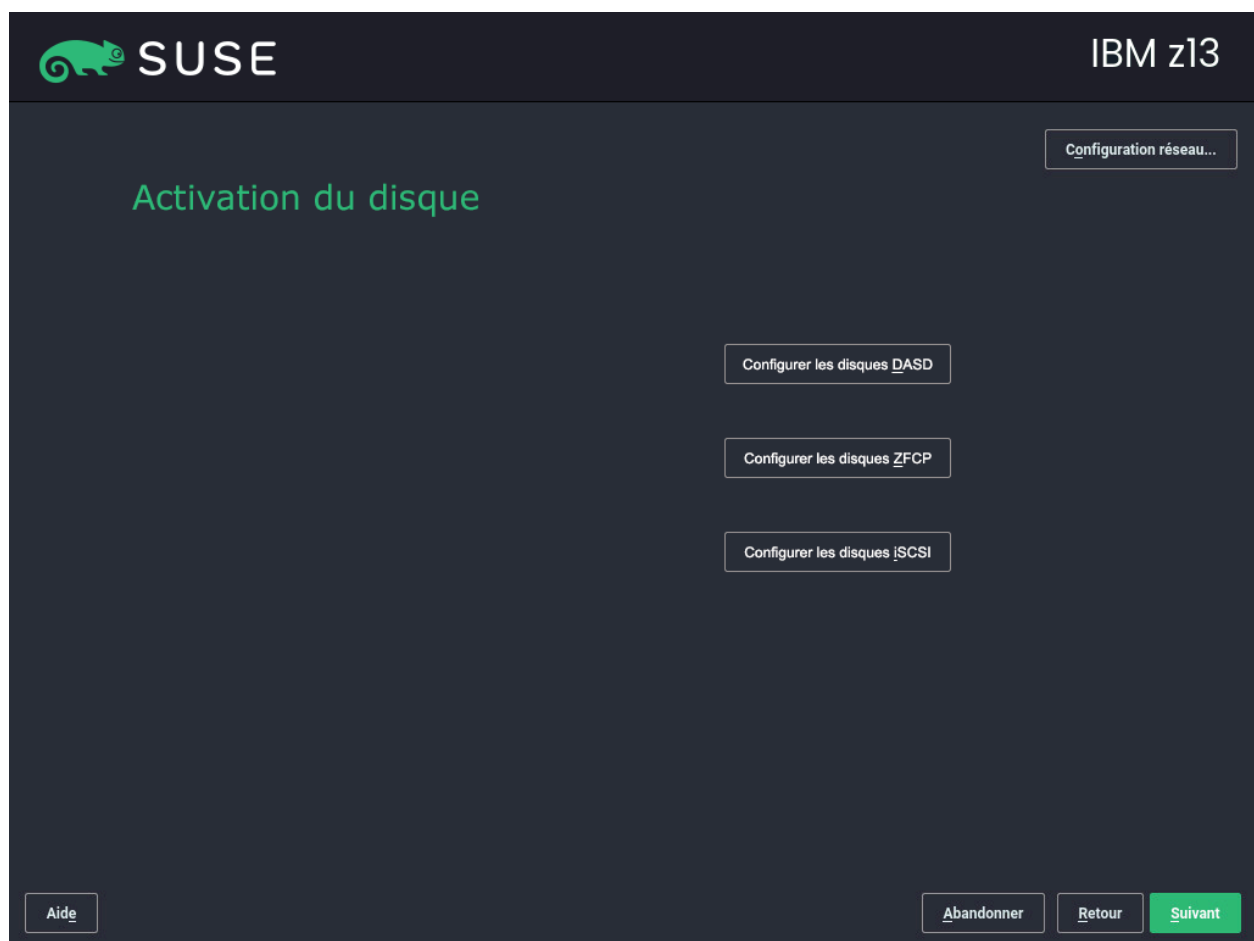 SUSE
IBM z13
Configuration réseau...
Activation du disque
Configurer les disques DASD
Configurer les disques ZFCP
Configurer les disques iSCSI
Aide
Abandonner
Retour
Suivant